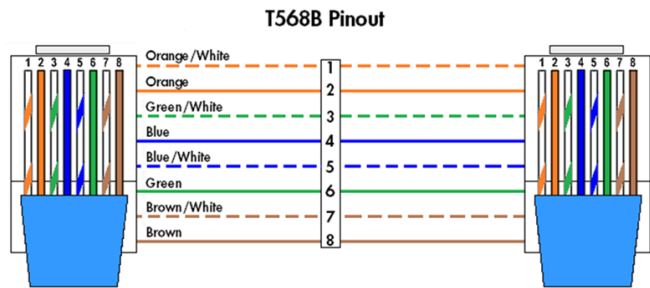 T568B Pinout
1 2 3 4 5 6 7 8
1 2 3 4 5 6 7 8
Orange/White
1
Orange
2
Green/White
3
Blue
4
Blue/White
5
Green
6
Brown/White
7
Brown
8